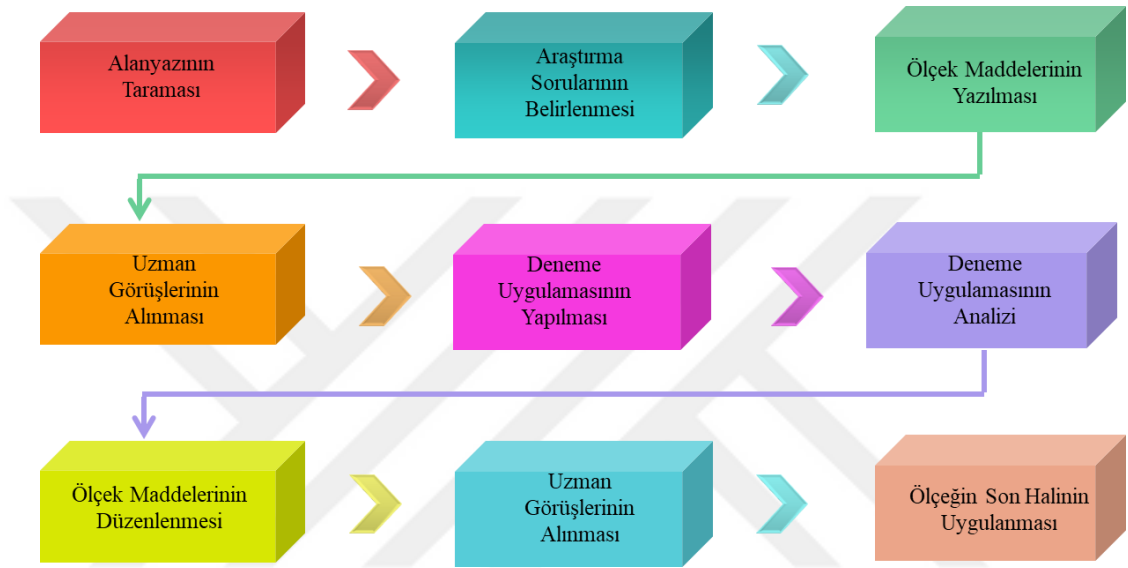 Alanyazının
Taraması
Araştırma
Sorularının
Belirlenmesi
Ölçek Maddelerinin
Yazılması
Uzman
Görüşlerinin
Alınması
Deneme
Uygulamasının
Yapılması
Deneme
Uygulamasının
Analizi
Ölçek Maddelerinin
Düzenlenmesi
Uzman
Görüşlerinin
Alınması
Ölçeğin Son Halinin
Uygulanması